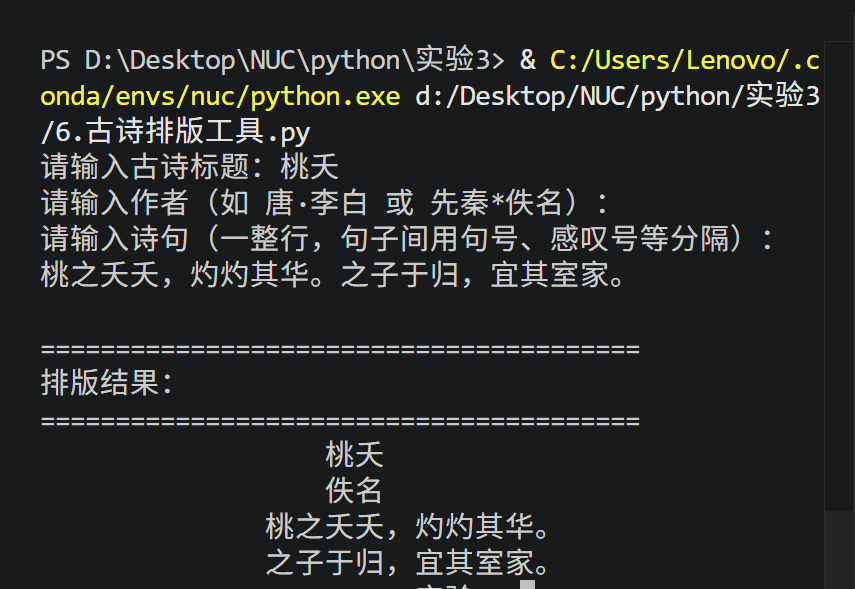 PS D:\Desktop\NUC\python\实验3> & C:/Users/Lenovo/.c
onda/envs/nuc/python.exe d:/Desktop/NUC/python/实验3
/6.古诗排版工具.py
请输入古诗标题：桃夭
请输入作者（如 唐·李白 或 先秦*佚名）：
请输入诗句（一整行，句子间用句号、感叹号等分隔）：
桃之夭夭，灼灼其华。之子于归，宜其室家。
========================================
排版结果：
========================================
桃夭
佚名
桃之夭夭，灼灼其华。
之子于归，宜其室家。